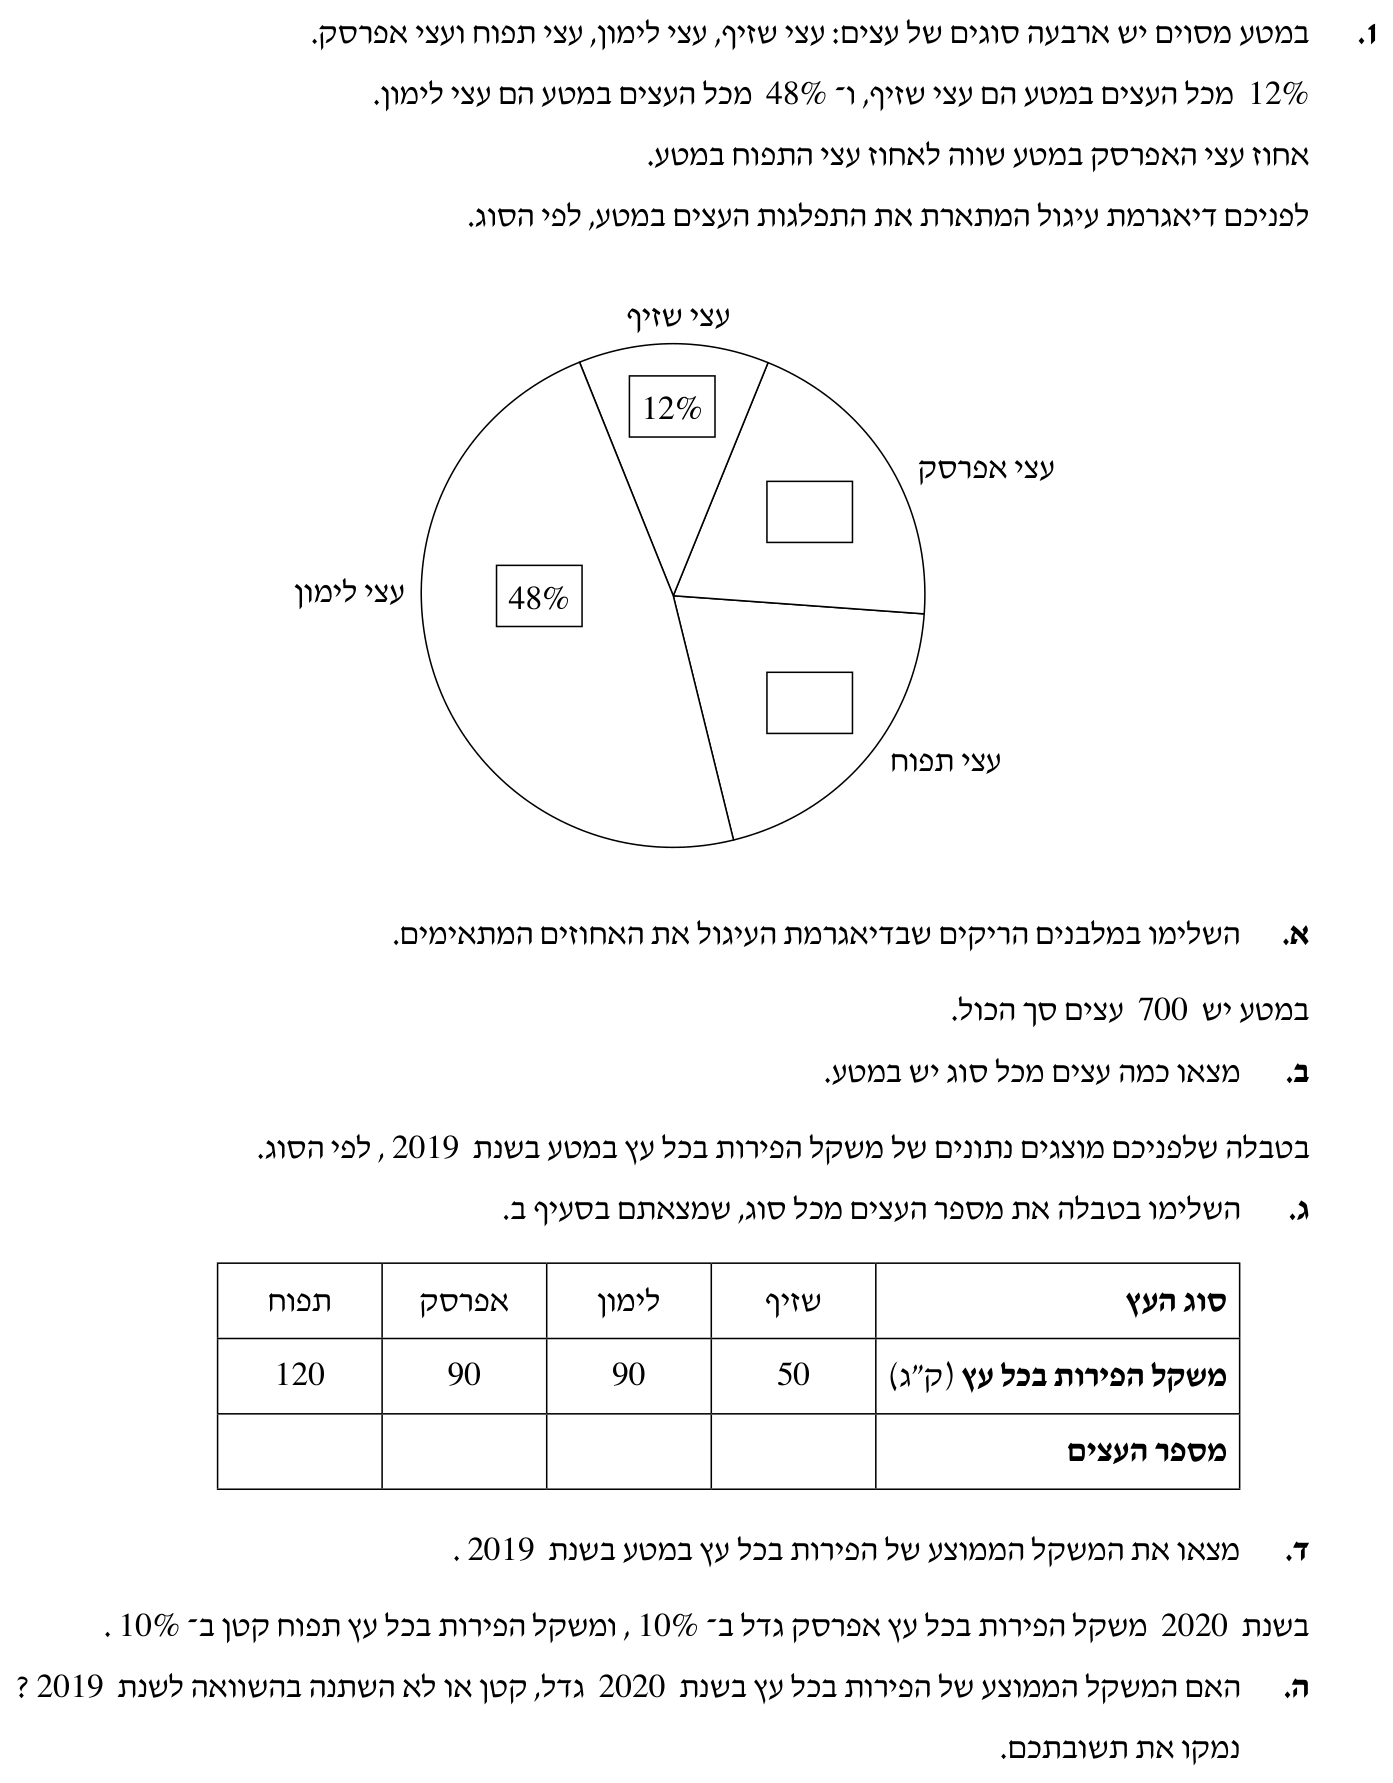 1. במטע מסוים יש ארבעה סוגים של עצים: עצי שזיף, עצי לימון, עצי תפוח ועצי אפרסק.
12% מכל העצים במטע הם עצי שזיף, ו־ 48% מכל העצים במטע הם עצי לימון.
אחוז עצי האפרסק במטע שווה לאחוז עצי התפוח במטע.
לפניכם דיאגרמת עיגול המתארת את התפלגות העצים במטע, לפי הסוג.
עצי שזיף
12%
עצי אפרסק
עצי לימון
48%
עצי תפוח
א. השלימו במלבנים הריקים שבדיאגרמת העיגול את האחוזים המתאימים.
במטע יש 700 עצים סך הכול.
ב. מצאו כמה עצים מכל סוג יש במטע.
בטבלה שלפניכם מוצגים נתונים של משקל הפירות בכל עץ במטע בשנת 2019 , לפי הסוג.
ג. השלימו בטבלה את מספר העצים מכל סוג, שמצאתם בסעיף ב.
סוג העץ שזיף לימון אפרסק תפוח
משקל הפירות בכל עץ (ק"ג) 50 90 90 120
מספר העצים
ד. מצאו את המשקל הממוצע של הפירות בכל עץ במטע בשנת 2019 .
בשנת 2020 משקל הפירות בכל עץ אפרסק גדל ב־ 10% , ומשקל הפירות בכל עץ תפוח קטן ב־ 10% .
ה. האם המשקל הממוצע של הפירות בכל עץ בשנת 2020 גדל, קטן או לא השתנה בהשוואה לשנת 2019 ?
נמקו את תשובתכם.